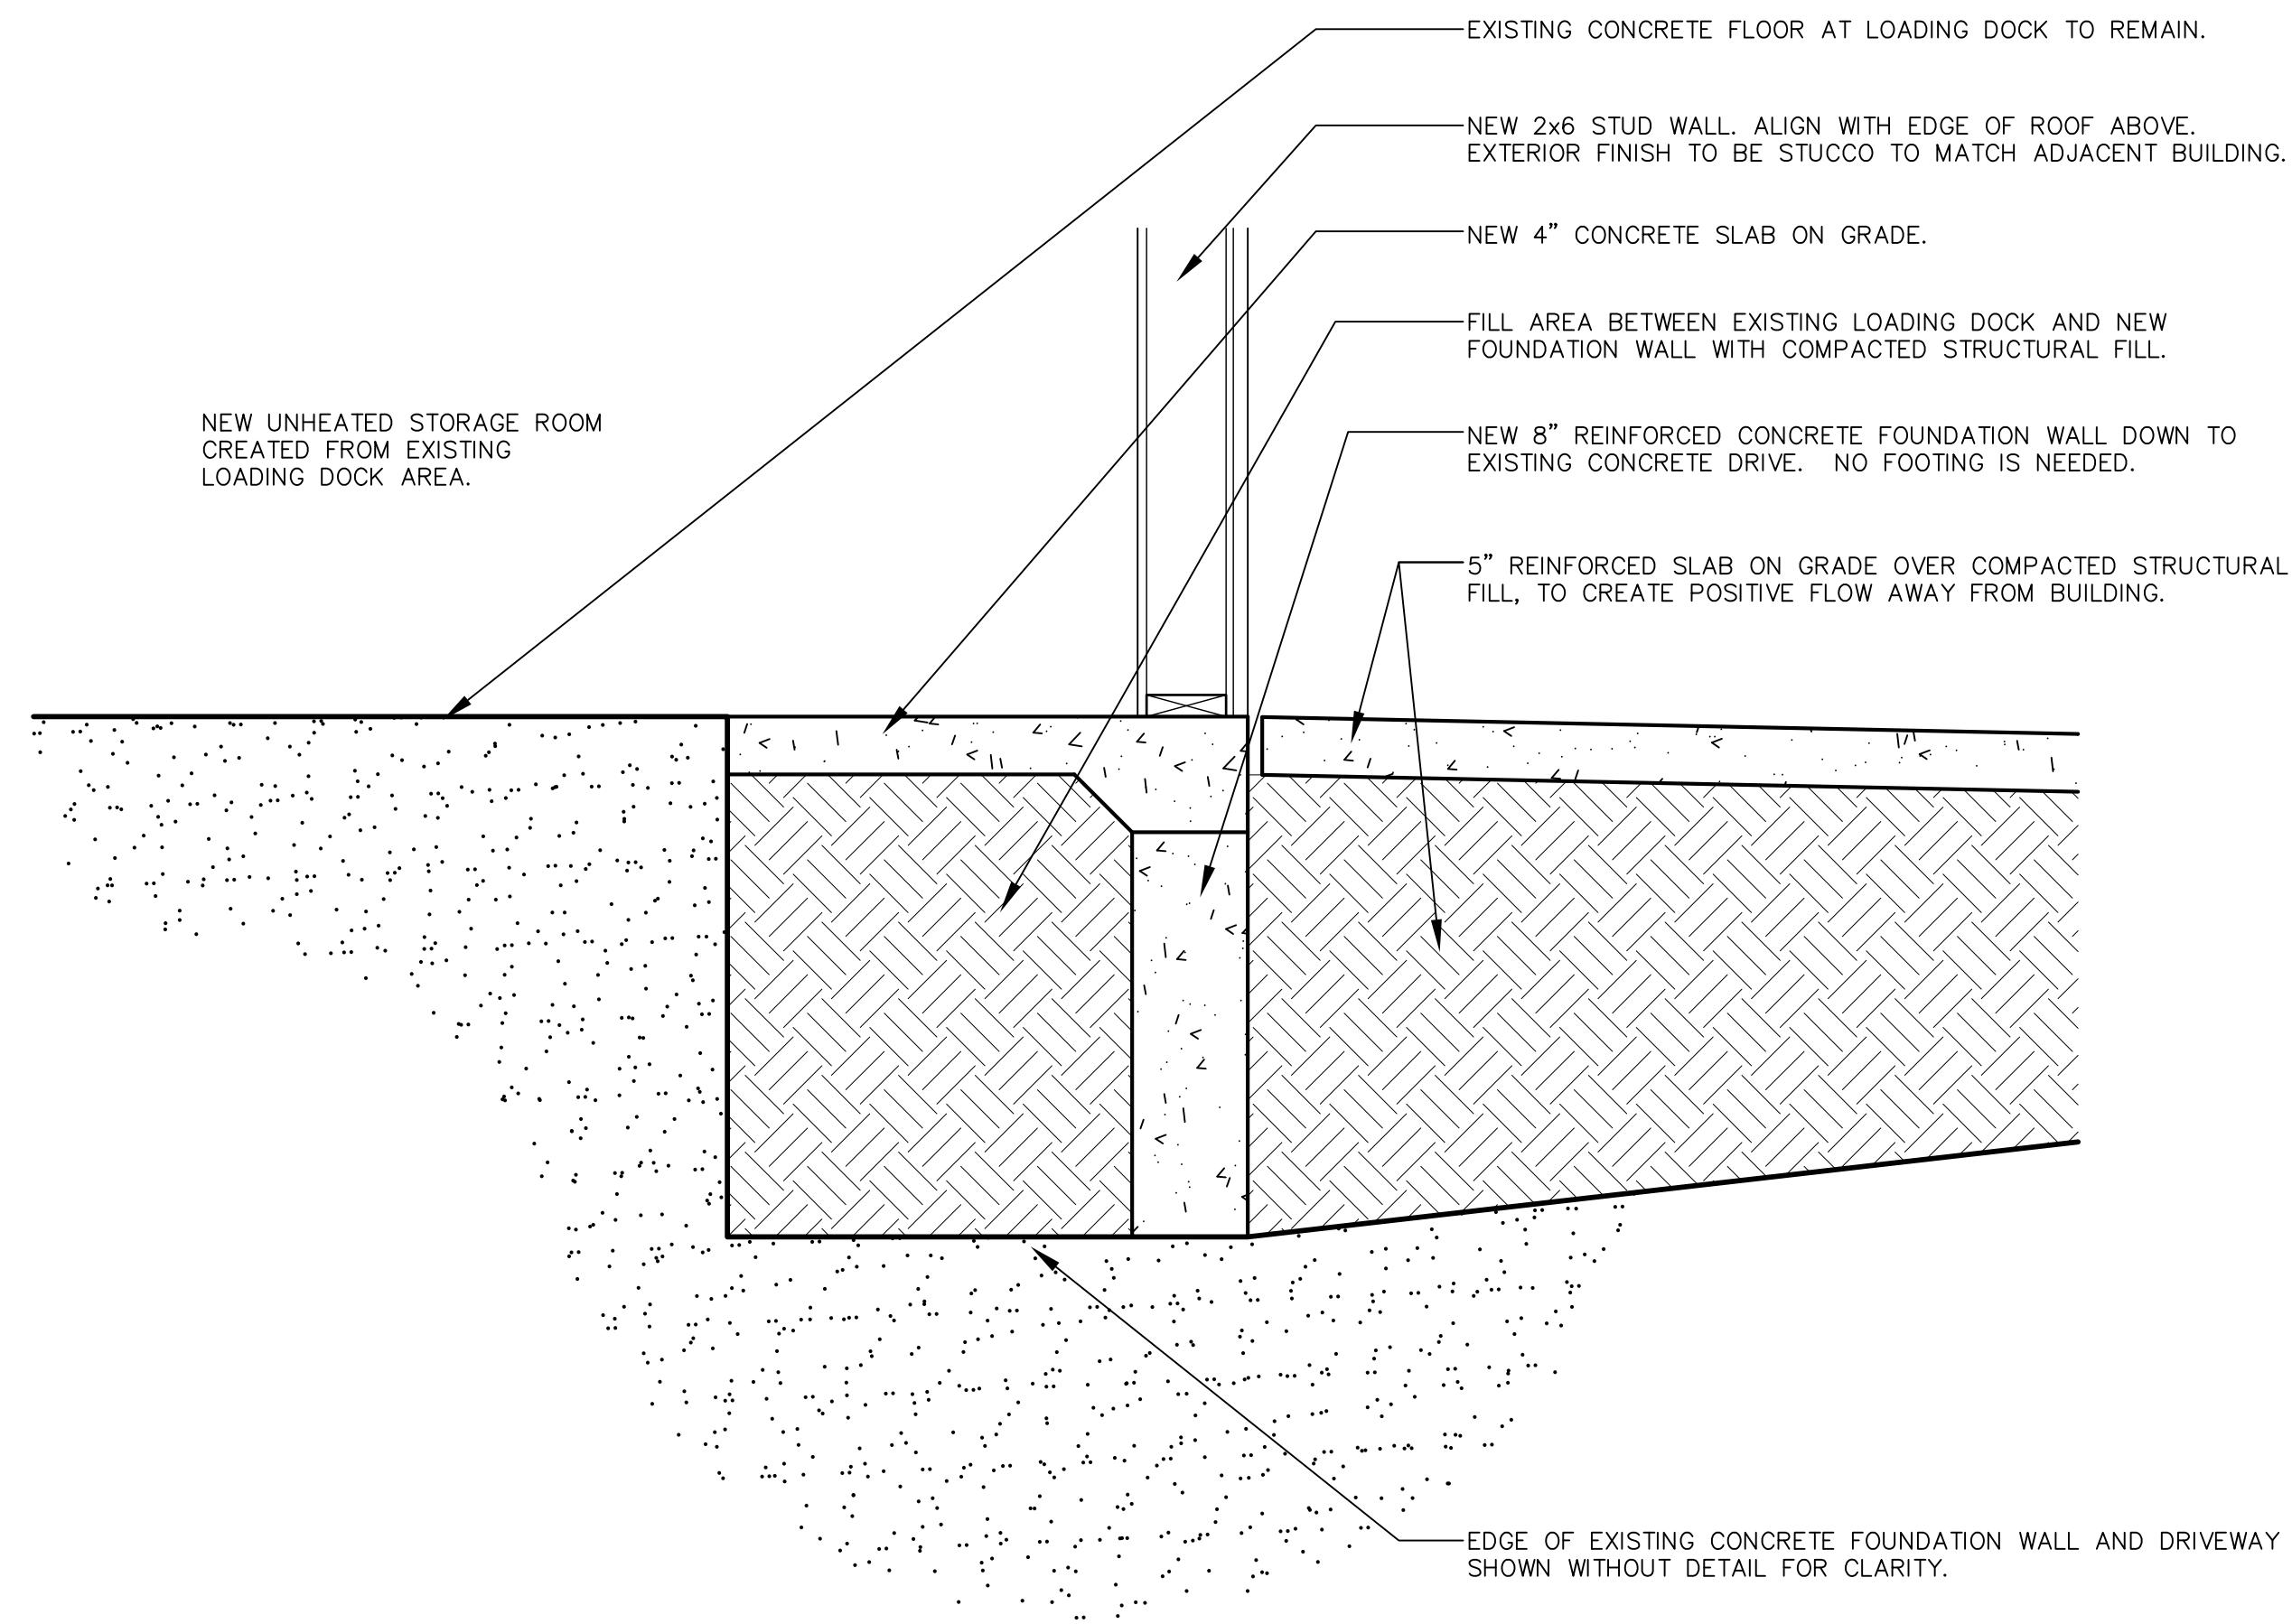 EXISTING CONCRETE FLOOR AT LOADING DOCK TO REMAIN.
NEW 2x6 STUD WALL. ALIGN WITH EDGE OF ROOF ABOVE.
EXTERIOR FINISH TO BE STUCCO TO MATCH ADJACENT BUILDING.
NEW 4” CONCRETE SLAB ON GRADE.
FILL AREA BETWEEN EXISTING LOADING DOCK AND NEW
FOUNDATION WALL WITH COMPACTED STRUCTURAL FILL.
NEW UNHEATED STORAGE ROOM
CREATED FROM EXISTING
LOADING DOCK AREA.
NEW 8” REINFORCED CONCRETE FOUNDATION WALL DOWN TO
EXISTING CONCRETE DRIVE. NO FOOTING IS NEEDED.
5” REINFORCED SLAB ON GRADE OVER COMPACTED STRUCTURAL
FILL, TO CREATE POSITIVE FLOW AWAY FROM BUILDING.
EDGE OF EXISTING CONCRETE FOUNDATION WALL AND DRIVEWAY
SHOWN WITHOUT DETAIL FOR CLARITY.